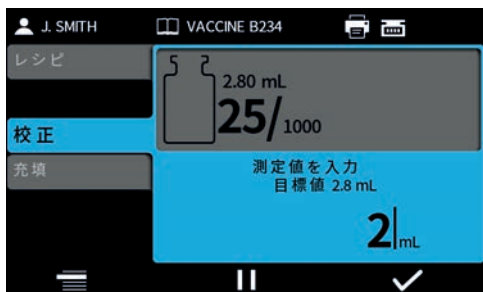 J. SMITH
VACCINE B234
レシピ
校正
充填
2.80 mL
25/1000
測定値を入力
目標値 2.8 mL
2 mL